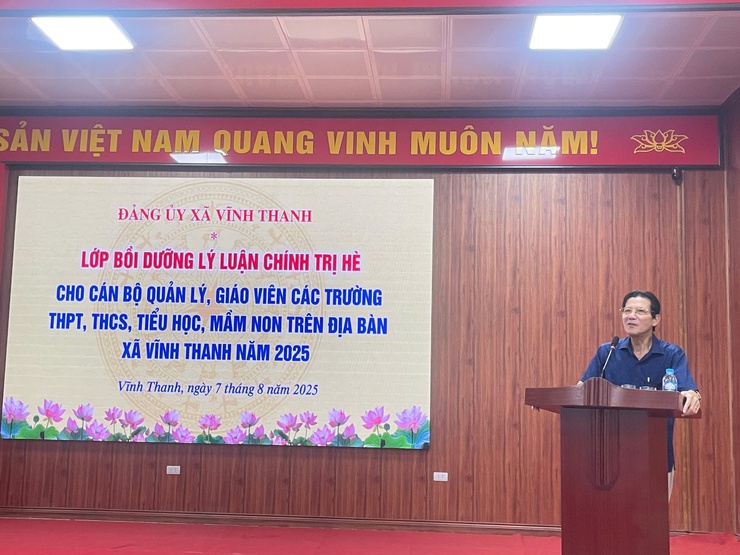 SẢN VIỆT NAM QUANG VINH MUÔN NĂM!
ĐẢNG ỦY XÃ VĨNH THANH
*
LỚP BỒI DƯỠNG LÝ LUẬN CHÍNH TRỊ HÈ
CHO CÁN BỘ QUẢN LÝ, GIÁO VIÊN CÁC TRƯỜNG
THPT, THCS, TIỂU HỌC, MẦM NON TRÊN ĐỊA BÀN
XÃ VĨNH THANH NĂM 2025
Vĩnh Thanh, ngày 7 tháng 8 năm 2025